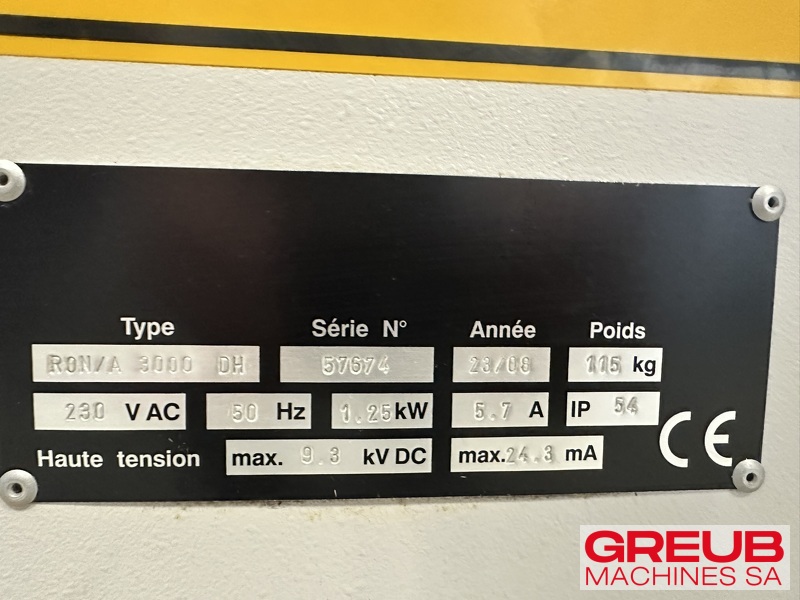 Type Série N° Année Poids
RON/A 3000 DH 57674 23/08 115 kg
230 V AC 50 Hz 1.25 kW 5.7 A IP 54
Haute tension max. 9.3 kV DC max. 24.3 mA
CE
GREUB
MACHINES SA